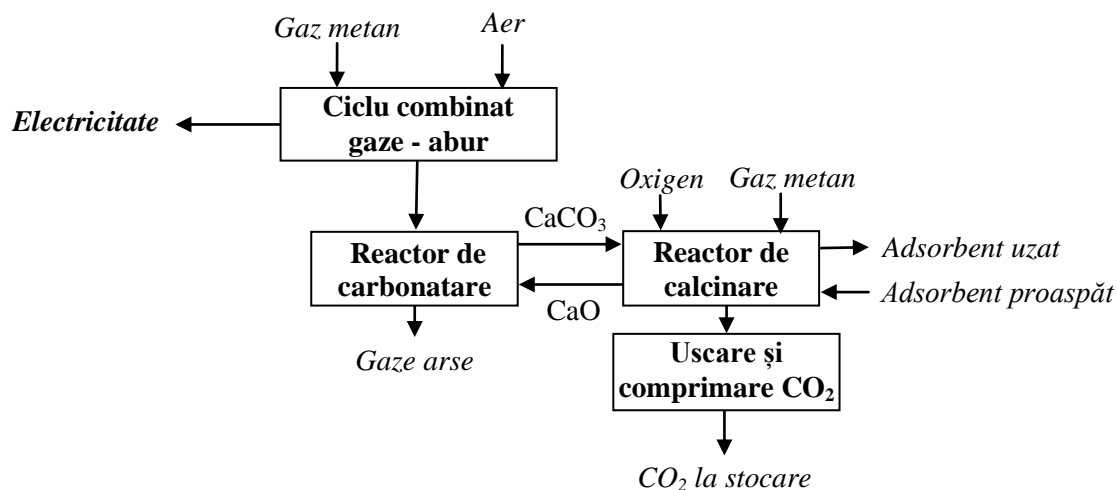 Gaz metan
Aer
Ciclu combinat
gaze - abur
Electricitate
Oxigen
Gaz metan
CaCO₃
Reactor de
carbonatare
Reactor de
calcinare
Adsorbent uzat
Adsorbent proaspăt
CaO
Gaze arse
Uscare și
comprimare CO₂
CO₂ la stocare